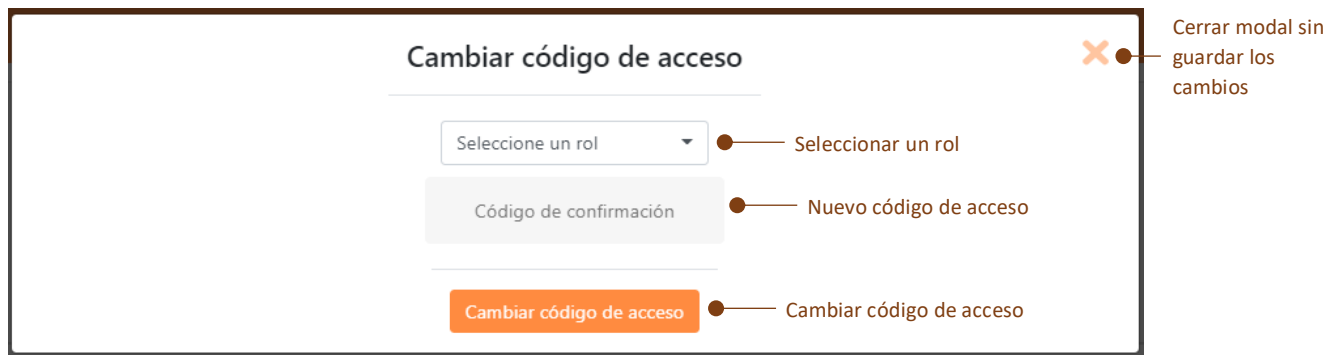 Cambiar código de acceso
Cerrar modal sin
guardar los
cambios
Seleccione un rol
Seleccionar un rol
Código de confirmación
Nuevo código de acceso
Cambiar código de acceso
Cambiar código de acceso